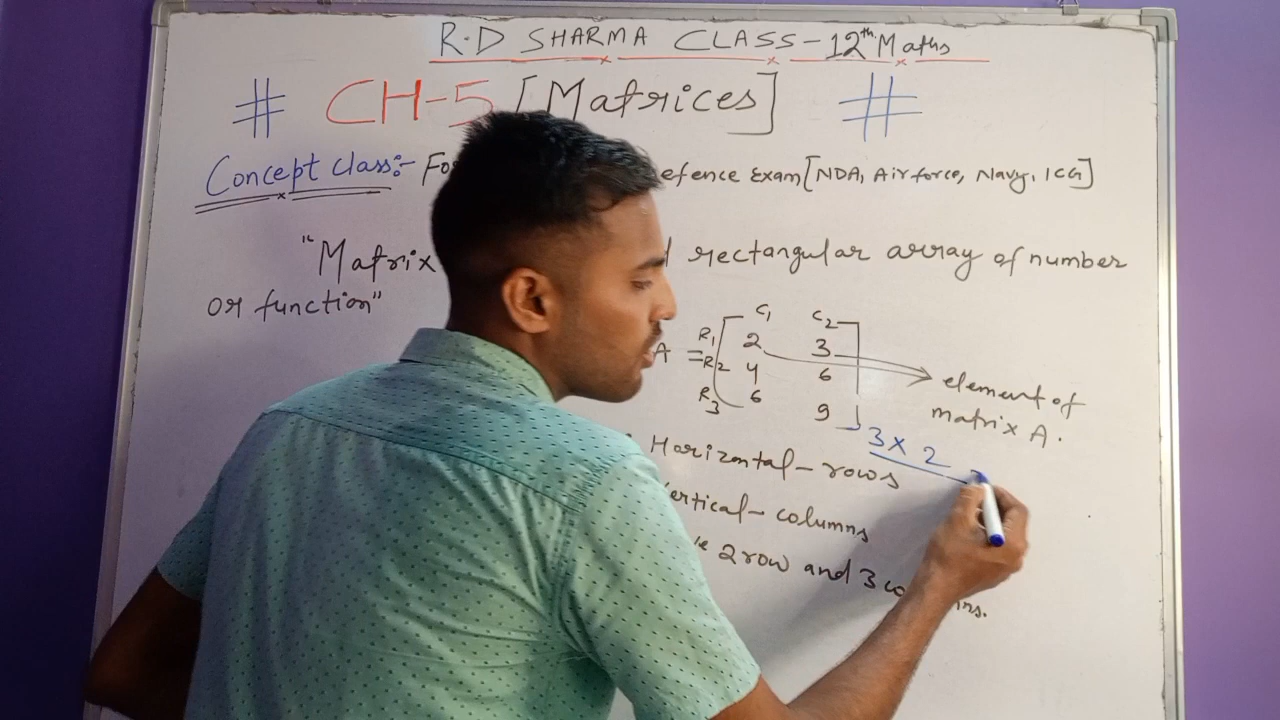 R.D SHARMA CLASS-12th Maths
# CH-5 [Matrices] #
Concept class:- Fo efence Exam [NDA, Airforce, Navy, ICG]
"Matrix rectangular array of number
or function"
C1 C2
A = R1 2 3
R2 4 6
R3 6 9
3 x 2
element of
matrix A.
Horizontal - rows
ertical - columns
2 row and 3 co ns.